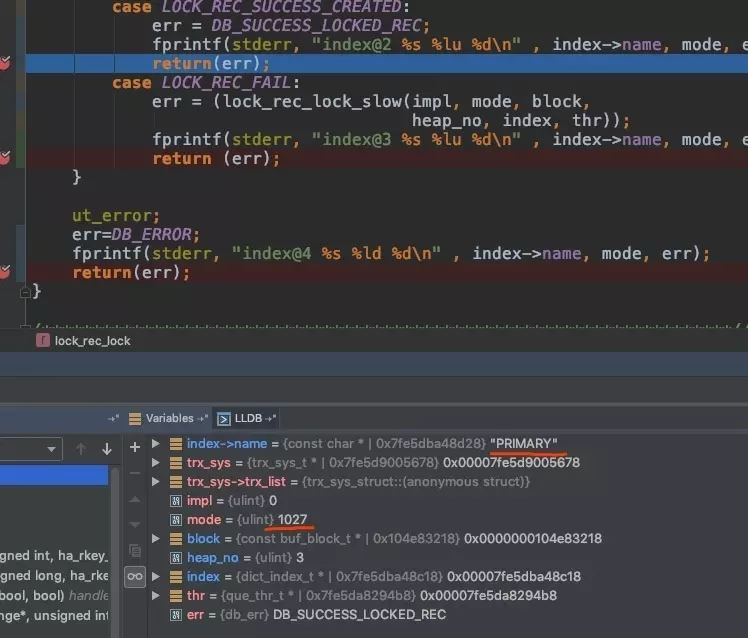 case LOCK_REC_SUCCESS_CREATED:
err = DB_SUCCESS_LOCKED_REC;
fprintf(stderr, "index@2 %s %lu %d\n" , index->name, mode, e
return(err);
case LOCK_REC_FAIL:
err = (lock_rec_lock_slow(impl, mode, block,
heap_no, index, thr));
fprintf(stderr, "index@3 %s %lu %d\n" , index->name, mode, e
return (err);
}
ut_error;
err=DB_ERROR;
fprintf(stderr, "index@4 %s %ld %d\n" , index->name, mode, err);
return(err);
}
f lock_rec_lock
Variables
LLDB
index->name = {const char * | 0x7fe5dba48d28} "PRIMARY"
trx_sys = {trx_sys_t * | 0x7fe5d9005678} 0x00007fe5d9005678
trx_sys->trx_list = {trx_sys_struct::(anonymous struct)}
impl = {ulint} 0
mode = {ulint} 1027
block = {const buf_block_t * | 0x104e83218} 0x0000000104e83218
heap_no = {ulint} 3
index = {dict_index_t * | 0x7fe5dba48c18} 0x00007fe5dba48c18
thr = {que_thr_t * | 0x7fe5da8294b8} 0x00007fe5da8294b8
err = {db_err} DB_SUCCESS_LOCKED_REC
igned int, ha_rkey_
igned long, ha_rke
bool, bool) handle
nge*, unsigned int